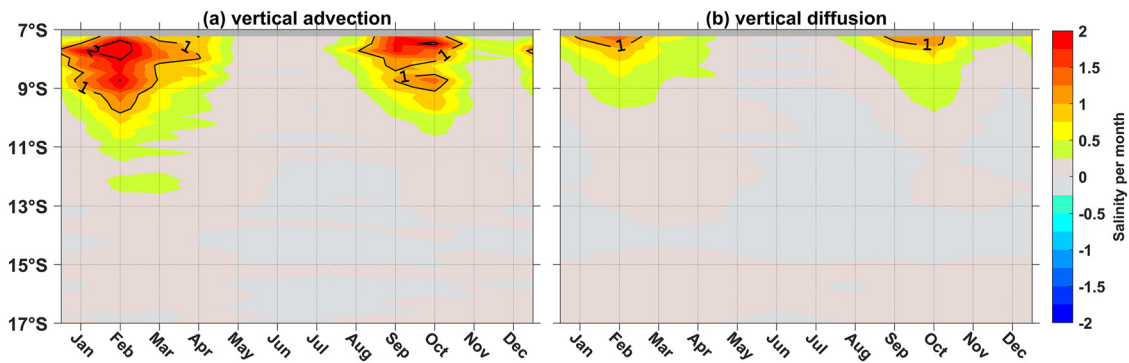 (a) vertical advection
(b) vertical diffusion
7°S
9°S
11°S
13°S
15°S
17°S
2
1
1
1
1
1
1
Jan Feb Mar Apr May Jun Jul Aug Sep Oct Nov Dec
Jan Feb Mar Apr May Jun Jul Aug Sep Oct Nov Dec
2
1.5
1
0.5
0
-0.5
-1
-1.5
-2
Salinity per month